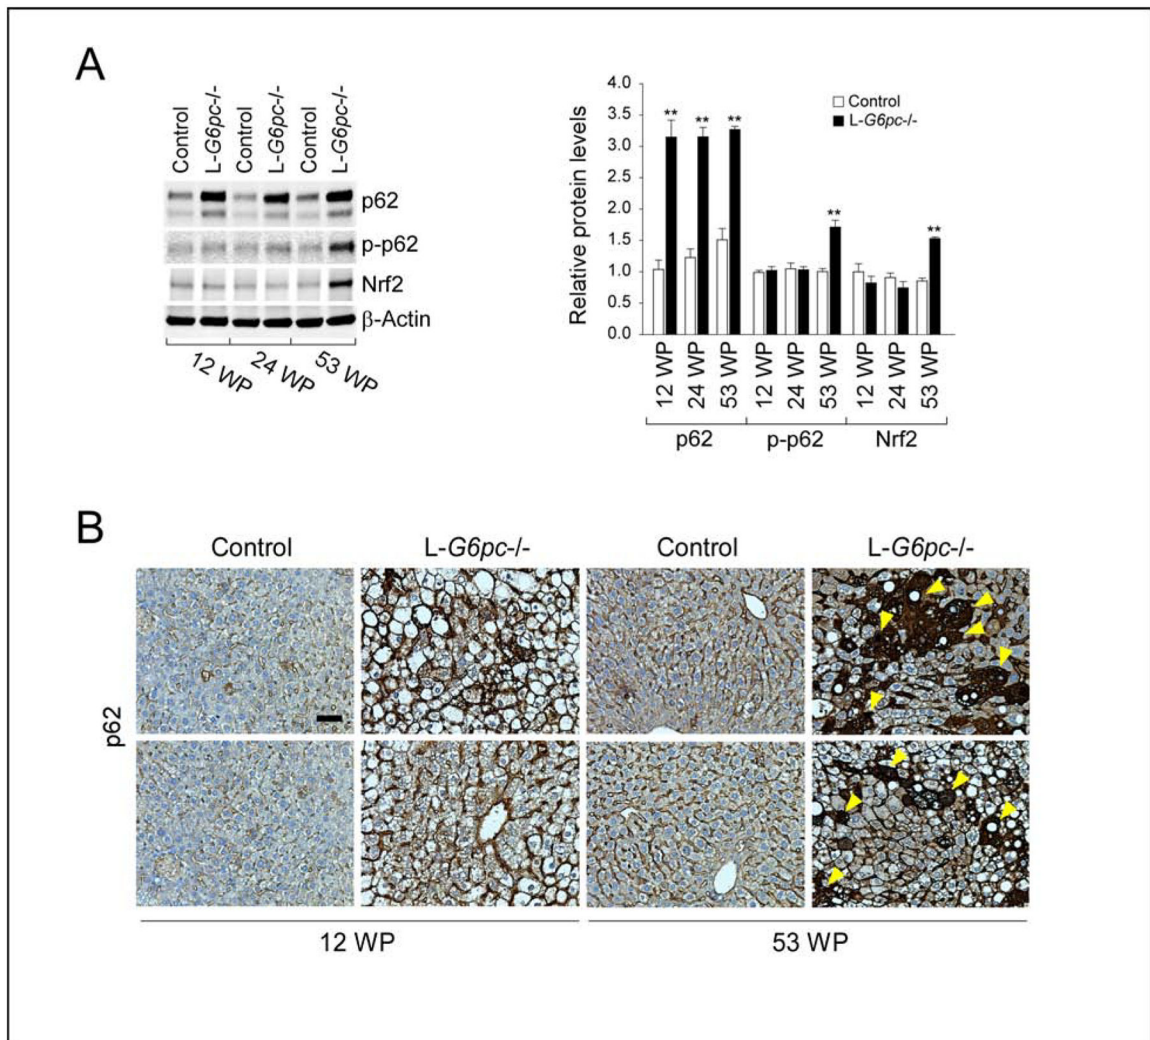 A
Control
L-G6pc-/-
Control
L-G6pc-/-
Control
L-G6pc-/-
p62
p-p62
Nrf2
β-Actin
12 WP
24 WP
53 WP
Relative protein levels
4.0
3.5
3.0
2.5
2.0
1.5
1.0
0.5
0.0
Control
L-G6pc-/-
** ** **
**
**
12 WP
24 WP
53 WP
12 WP
24 WP
53 WP
12 WP
24 WP
53 WP
p62 p-p62 Nrf2
B
Control L-G6pc-/- Control L-G6pc-/-
p62
12 WP 53 WP